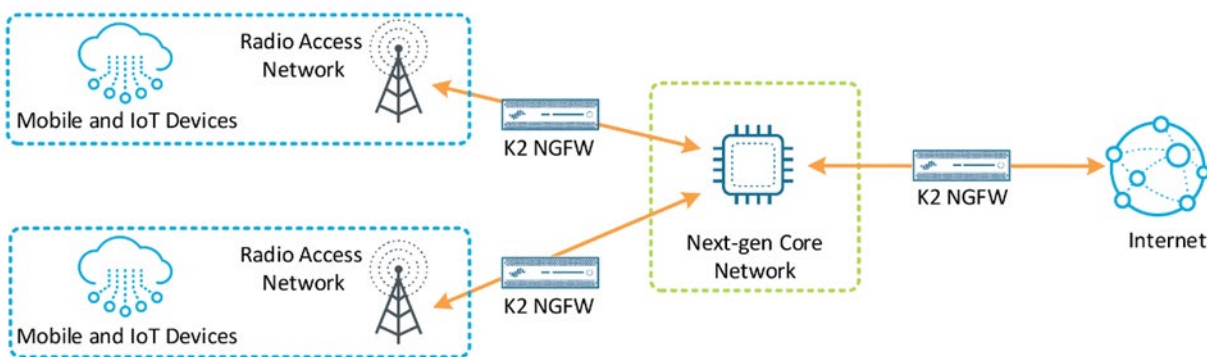 Radio Access
Network
Mobile and IoT Devices
K2 NGFW
Radio Access
Network
Mobile and IoT Devices
K2 NGFW
Next-gen Core
Network
K2 NGFW
Internet